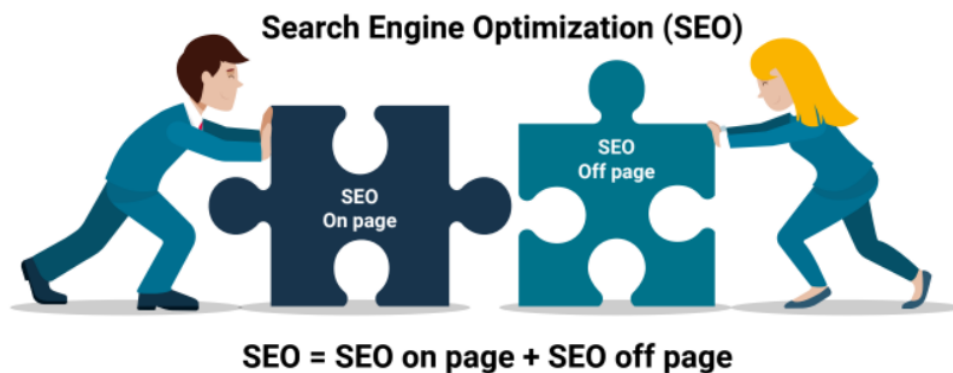 Search Engine Optimization (SEO)
SEO
On page
SEO
Off page
SEO = SEO on page + SEO off page